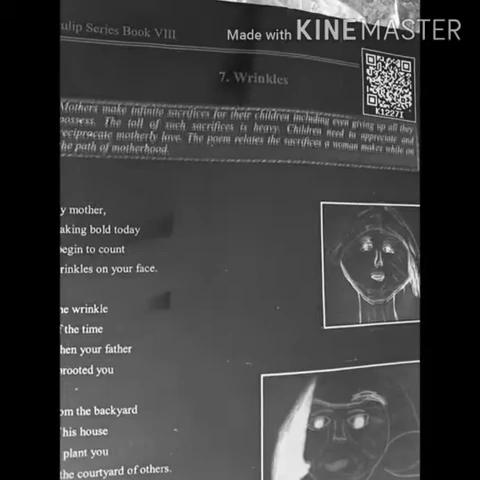 ulip Series Book VIII
Made with KINEMASTER
7. Wrinkles
K1227I
Mothers make infinite sacrifices for their children including even giving up all they
possess. The toll of such sacrifices is heavy. Children need to appreciate and
reciprocate motherly love. The poem relates the sacrifices a woman makes while on
the path of motherhood.
y mother,
aking bold today
egin to count
rinkles on your face.
ne wrinkle
f the time
hen your father
prooted you
om the backyard
his house
plant you
the courtyard of others.